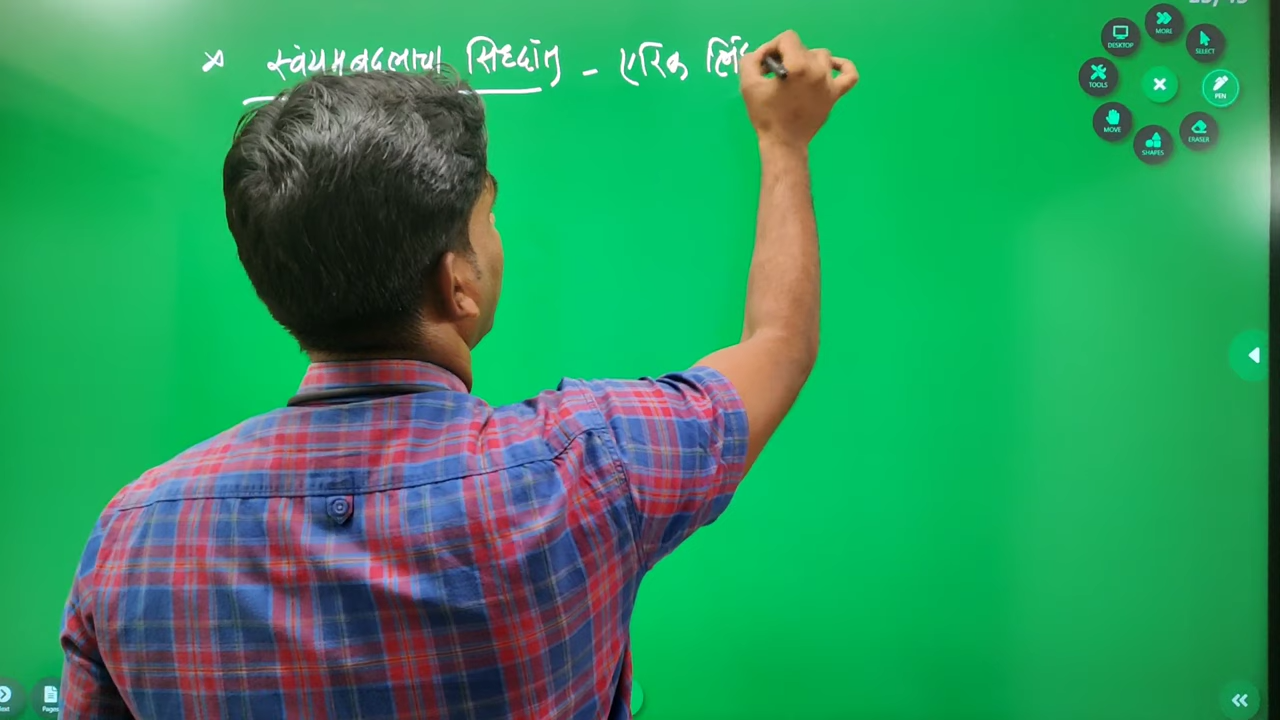 × स्वयमबदलाचा सिद्धांत - एरिक लिं
DESKTOP
MORE
SELECT
TOOLS
PEN
MOVE
SHAPES
ERASER
Pages